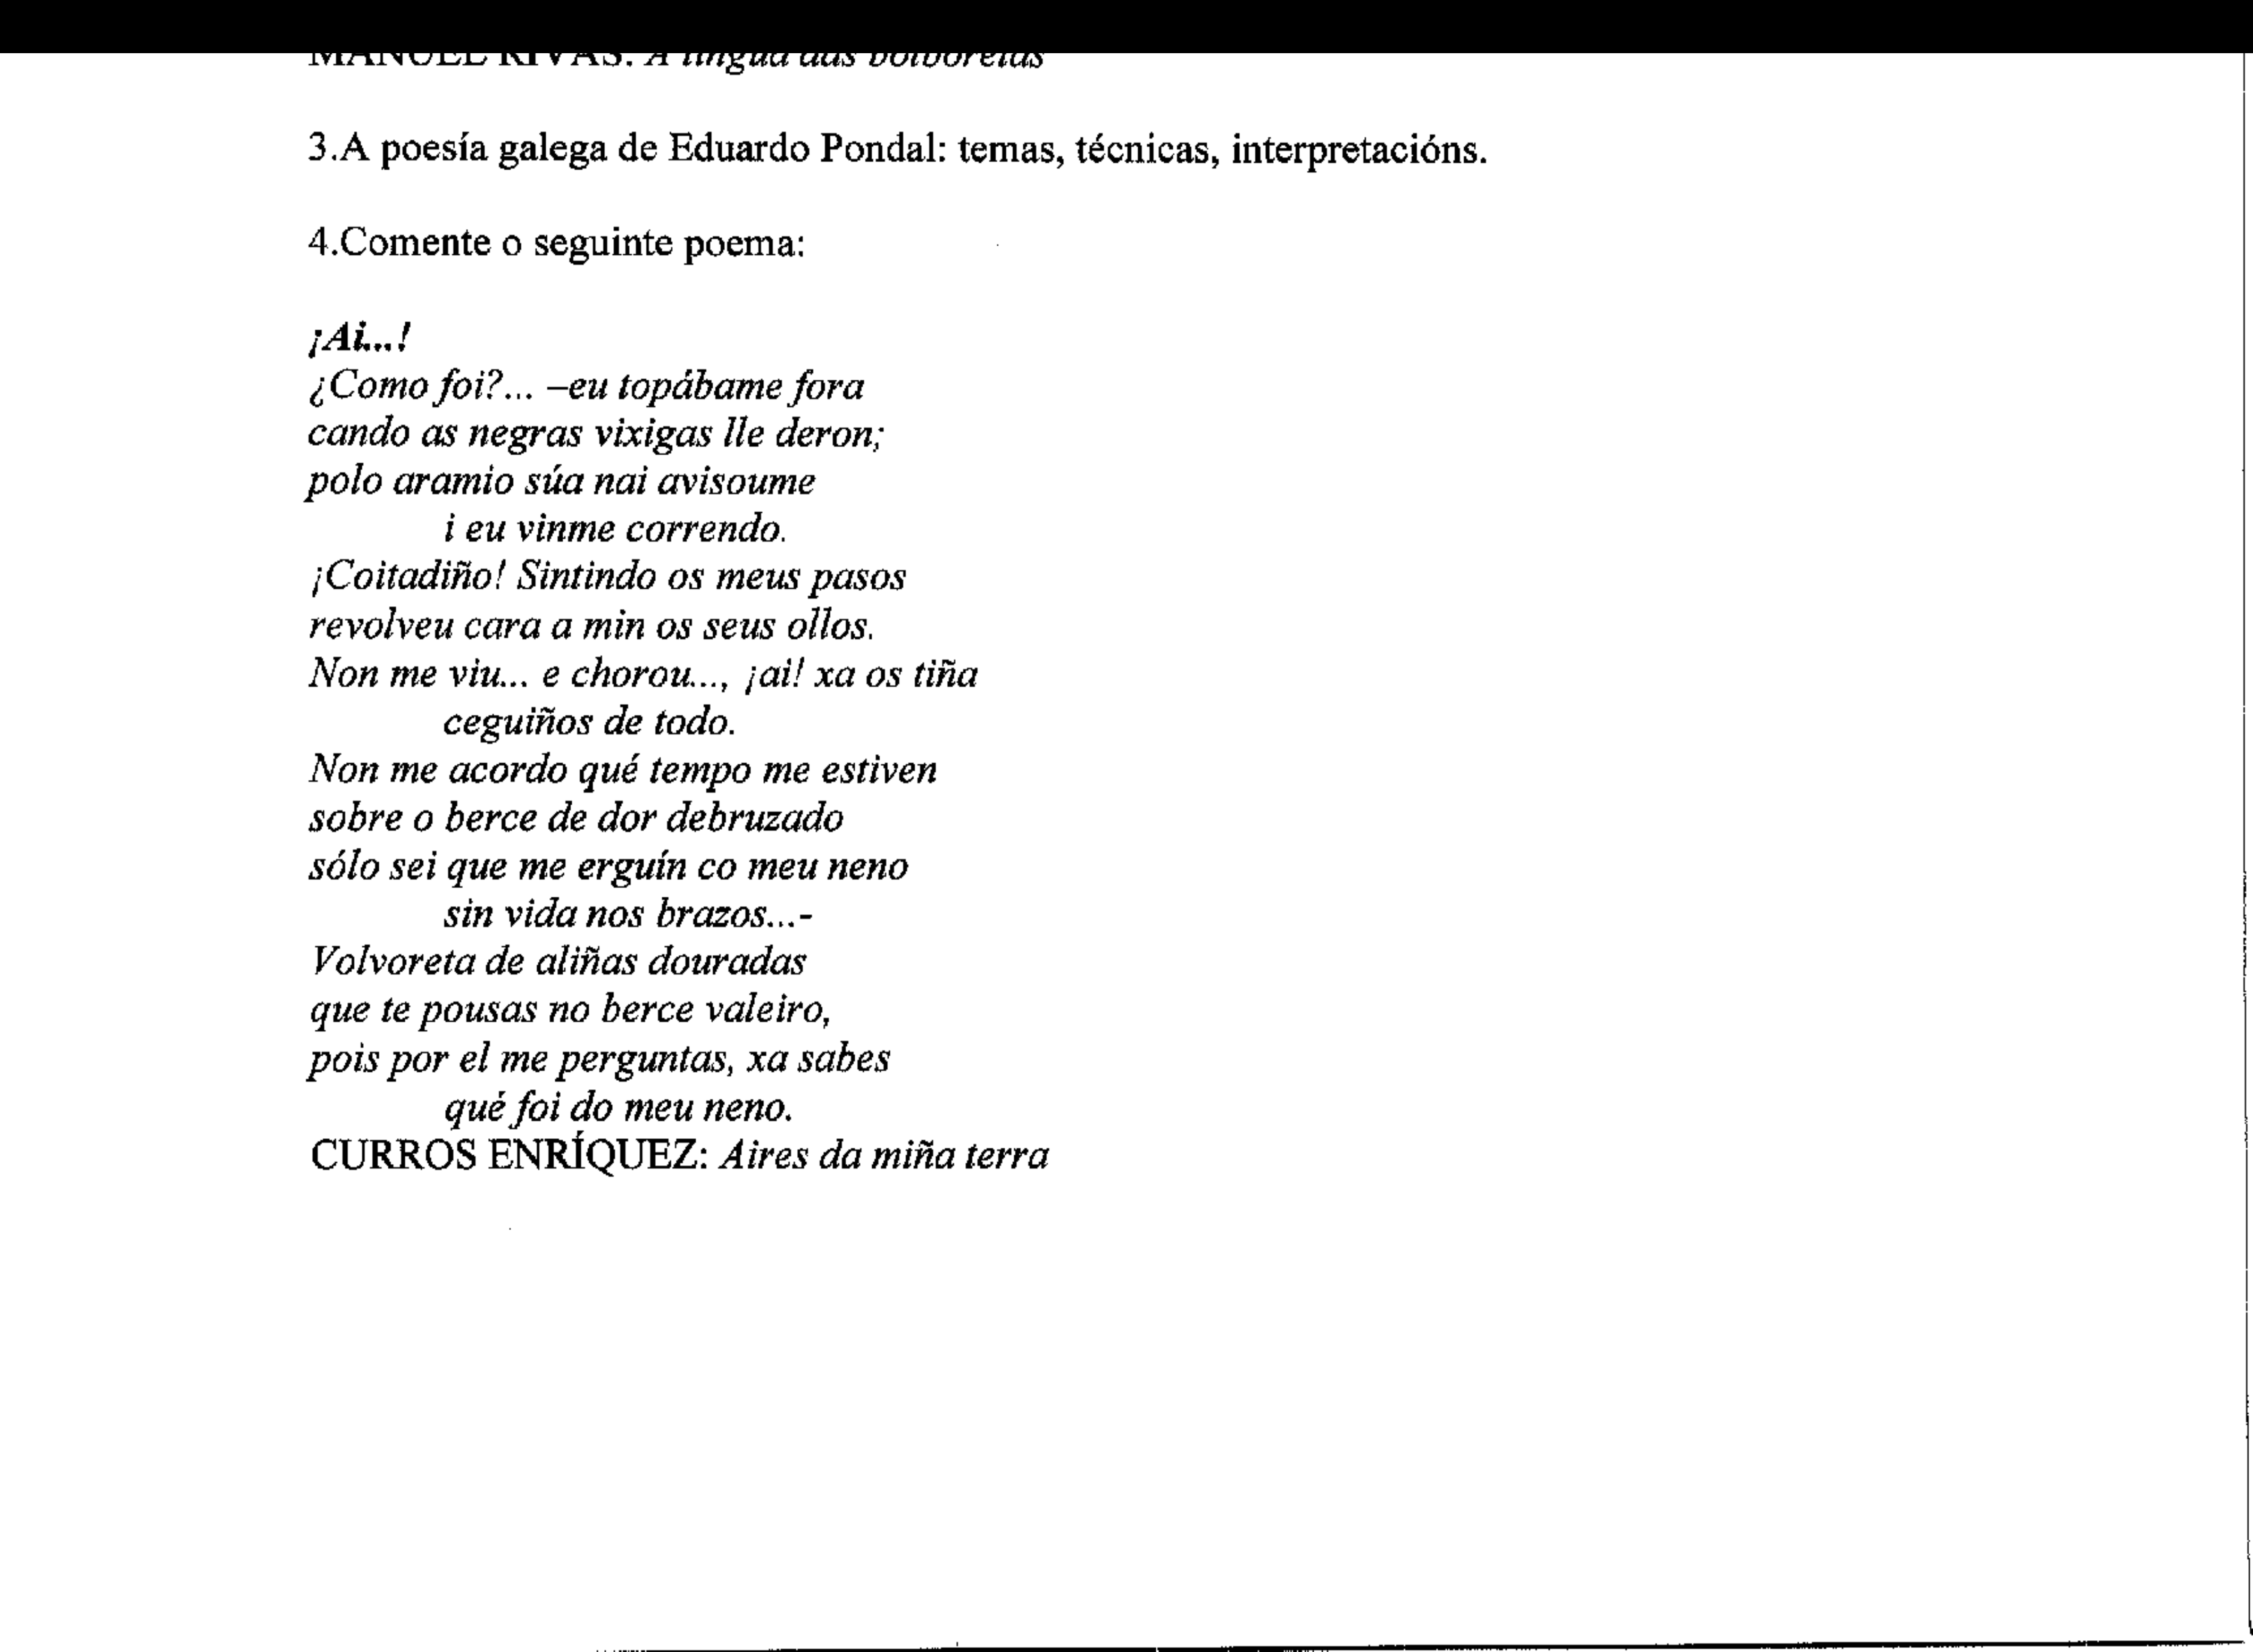 MANUEL RIVAS: A lingua das bolboretas
3.A poesía galega de Eduardo Pondal: temas, técnicas, interpretacións.
4.Comente o seguinte poema:
¡Ai...!
¿Como foi?... –eu topábame fora
cando as negras vixigas lle deron;
polo aramio súa nai avisoume
i eu vinme correndo.
¡Coitadiño! Sintindo os meus pasos
revolveu cara a min os seus ollos.
Non me viu... e chorou..., ¡ai! xa os tiña
ceguiños de todo.
Non me acordo qué tempo me estiven
sobre o berce de dor debruzado
sólo sei que me erguín co meu neno
sin vida nos brazos...-
Volvoreta de aliñas douradas
que te pousas no berce valeiro,
pois por el me perguntas, xa sabes
qué foi do meu neno.
CURROS ENRÍQUEZ: Aires da miña terra